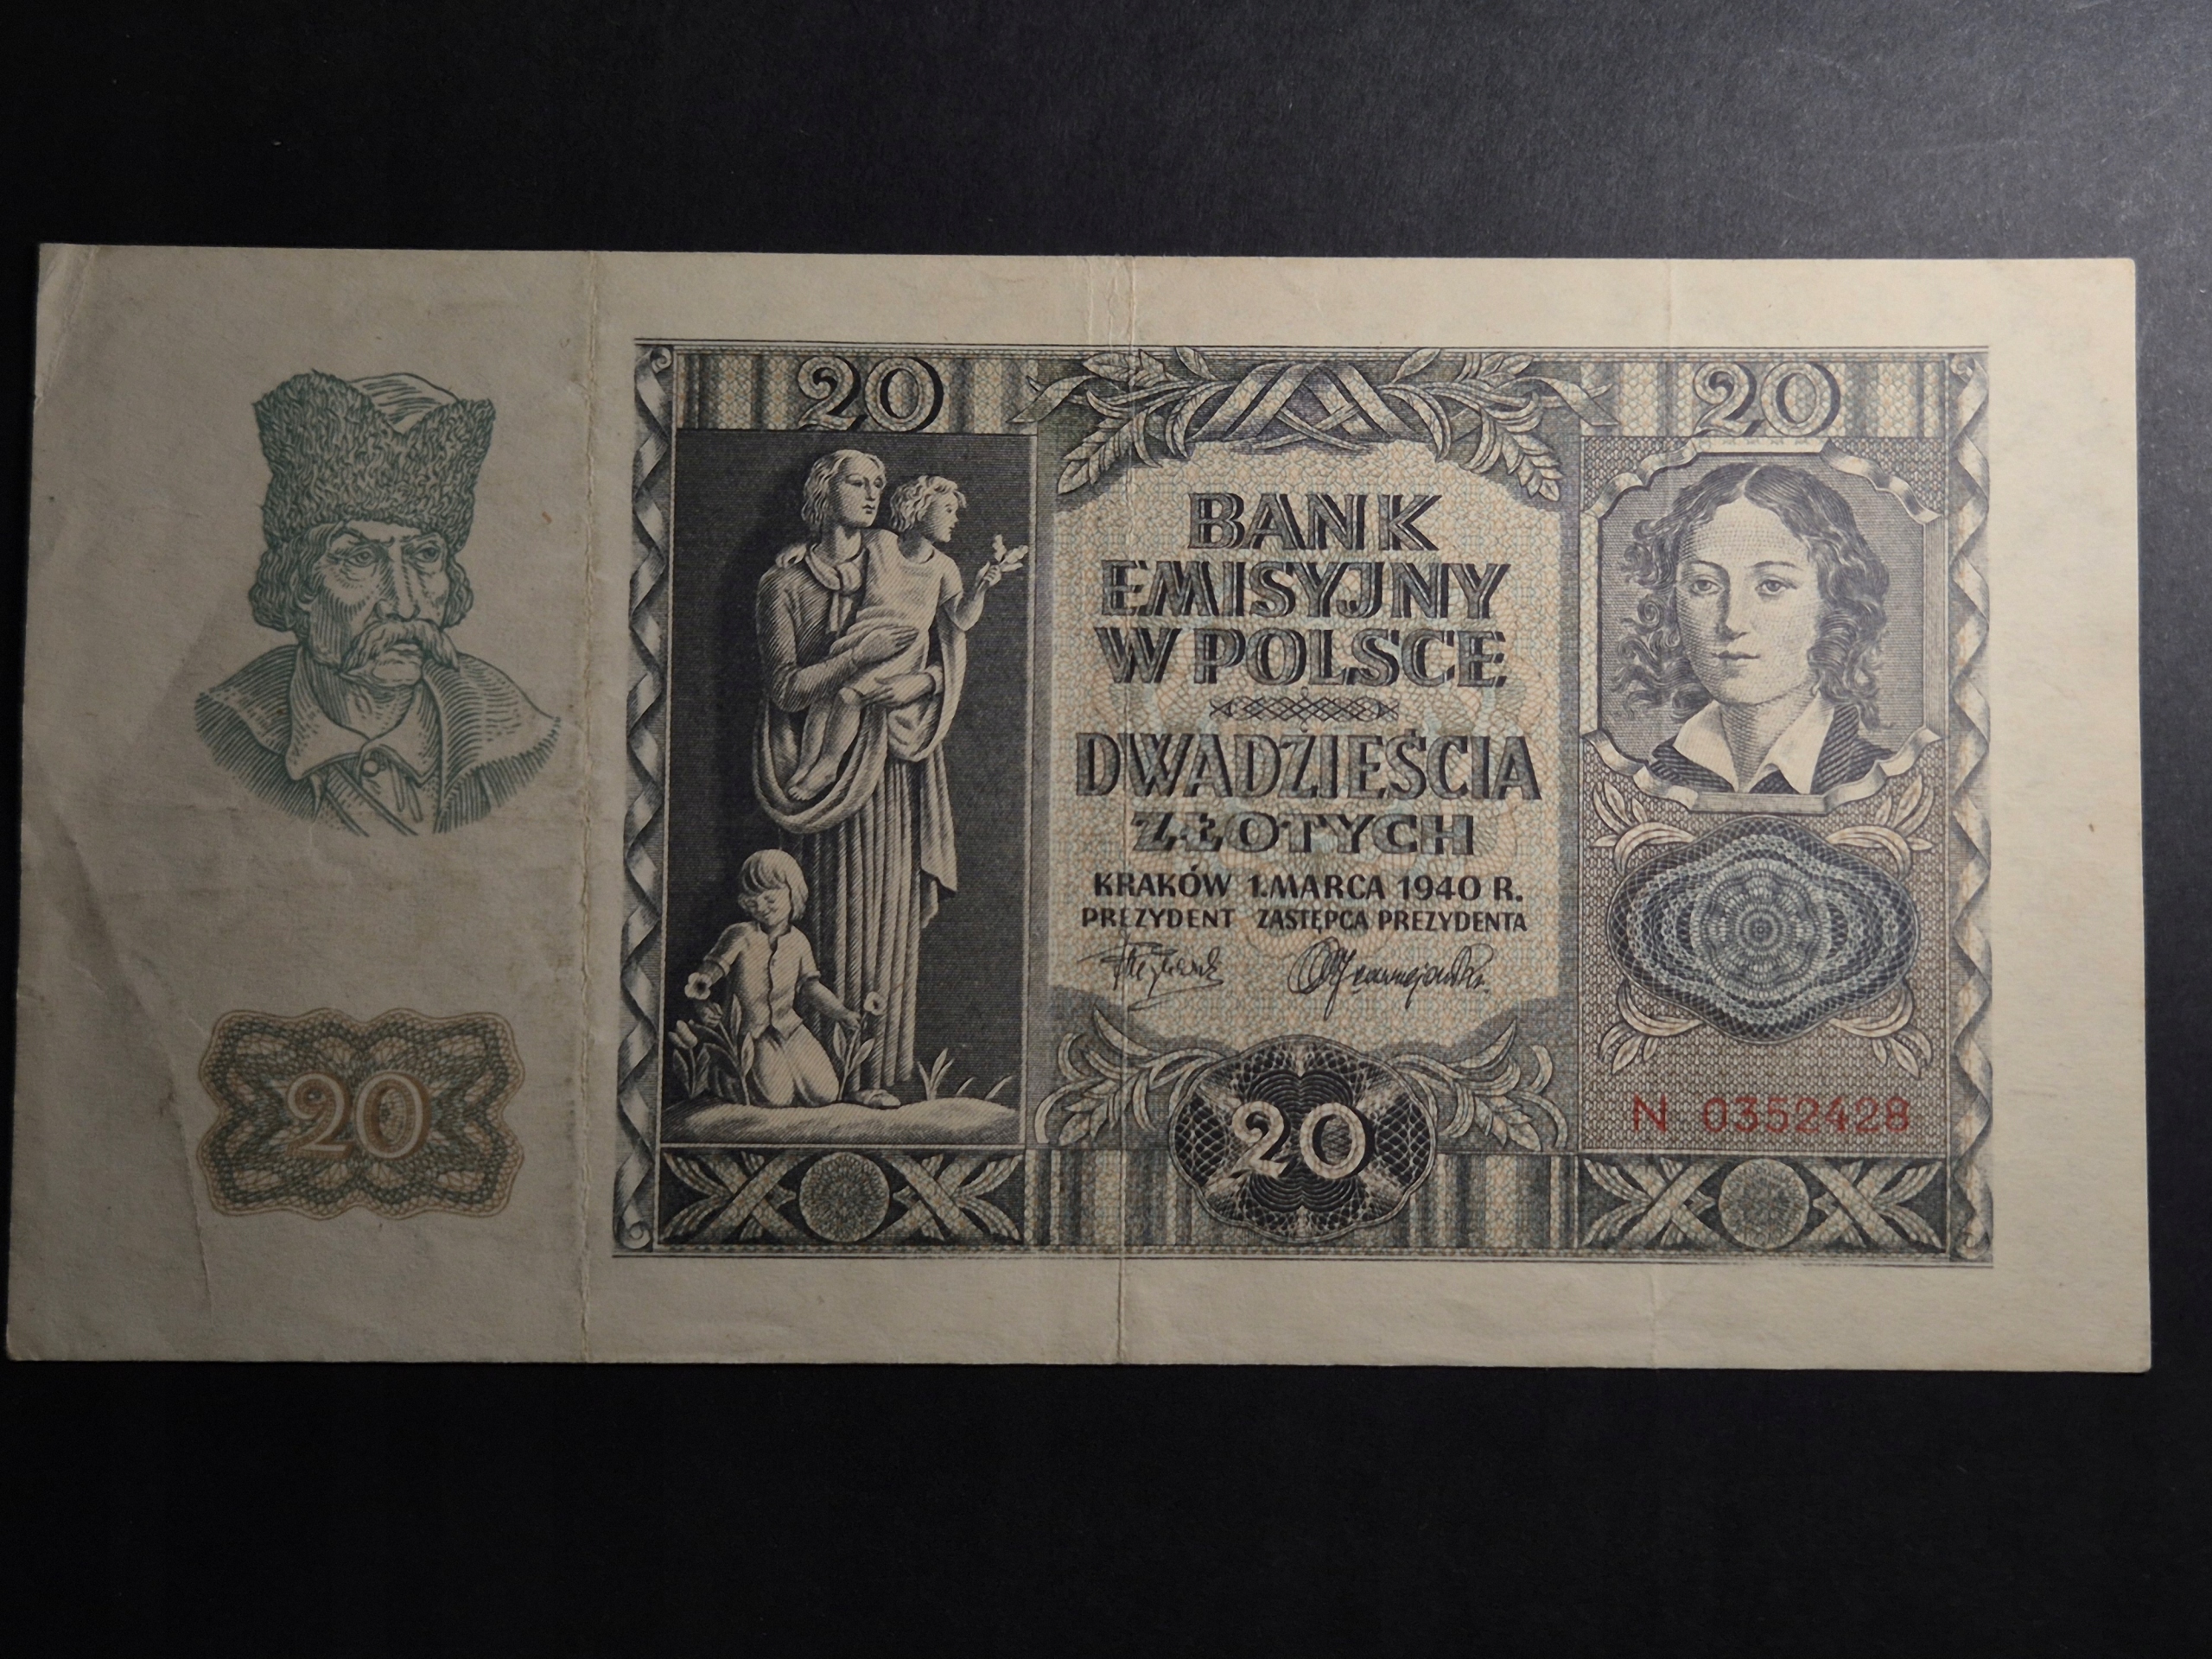 20
20
BANK
EMISYJNY
W POLSCE
DWADZIEŚCIA
ZŁOTYCH
KRAKÓW 1.MARCA 1940 R.
PREZYDENT ZASTĘPCA PREZYDENTA
20
20
N 0352428